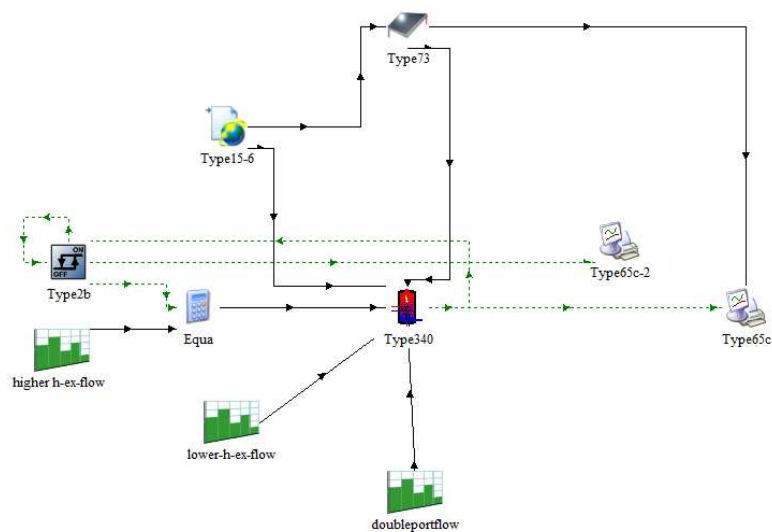 Type73
Type15-6
ON
OFF
Type2b
Type65c-2
Equa
Type340
Type65c
higher h-ex-flow
lower-h-ex-flow
doubleportflow